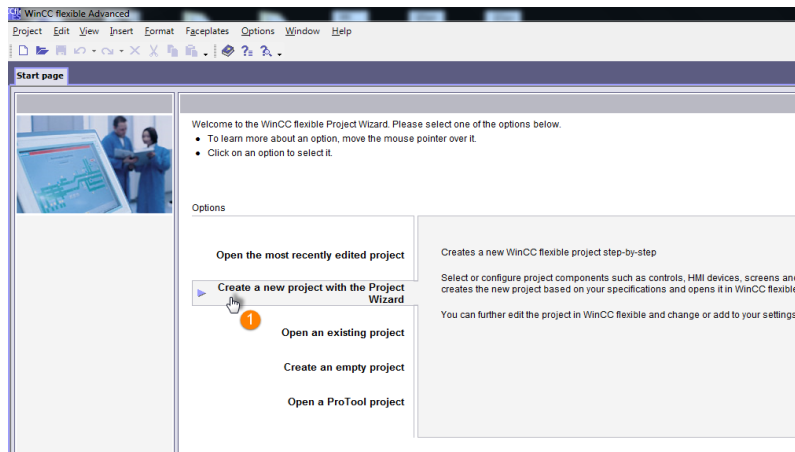 WinCC flexible Advanced
Project Edit View Insert Format Faceplates Options Window Help
Start page
Welcome to the WinCC flexible Project Wizard. Please select one of the options below.
• To learn more about an option, move the mouse pointer over it.
• Click on an option to select it.
Options
Open the most recently edited project
Create a new project with the Project
Wizard
1
Open an existing project
Create an empty project
Open a ProTool project
Creates a new WinCC flexible project step-by-step
Select or configure project components such as controls, HMI devices, screens and
creates the new project based on your specifications and opens it in WinCC flexible
You can further edit the project in WinCC flexible and change or add to your settings